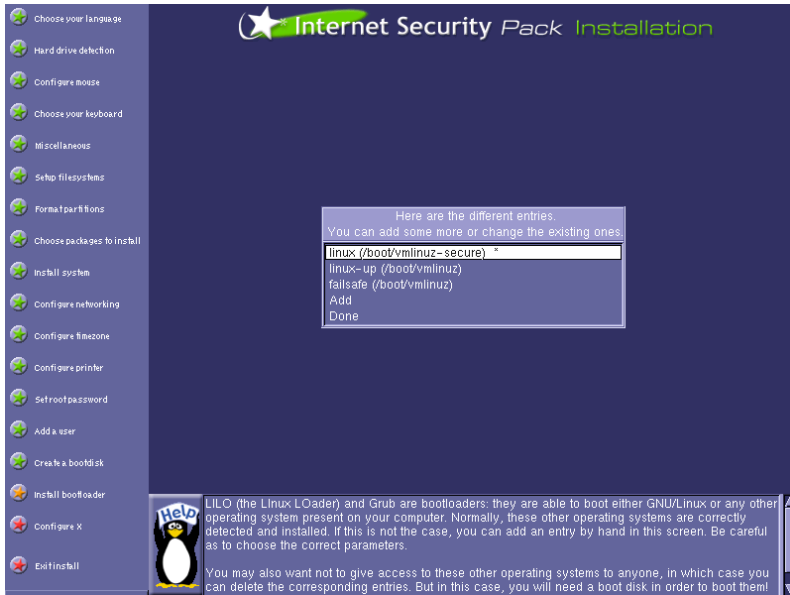 Choose your language
Hard drive detection
Configure mouse
Choose your keyboard
Miscellaneous
Setup filesystems
Format partitions
Choose packages to install
Install system
Configure networking
Configure timezone
Configure printer
Set root password
Add a user
Create a bootdisk
Install bootloader
Configure X
Exit install
Internet Security Pack Installation
Here are the different entries.
You can add some more or change the existing ones.
linux (/boot/vmlinuz-secure) *
linux-up (/boot/vmlinuz)
failsafe (/boot/vmlinuz)
Add
Done
Help
LILO (the LInux LOader) and Grub are bootloaders: they are able to boot either GNU/Linux or any other
operating system present on your computer. Normally, these other operating systems are correctly
detected and installed. If this is not the case, you can add an entry by hand in this screen. Be careful
as to choose the correct parameters.
You may also want not to give access to these other operating systems to anyone, in which case you
can delete the corresponding entries. But in this case, you will need a boot disk in order to boot them!